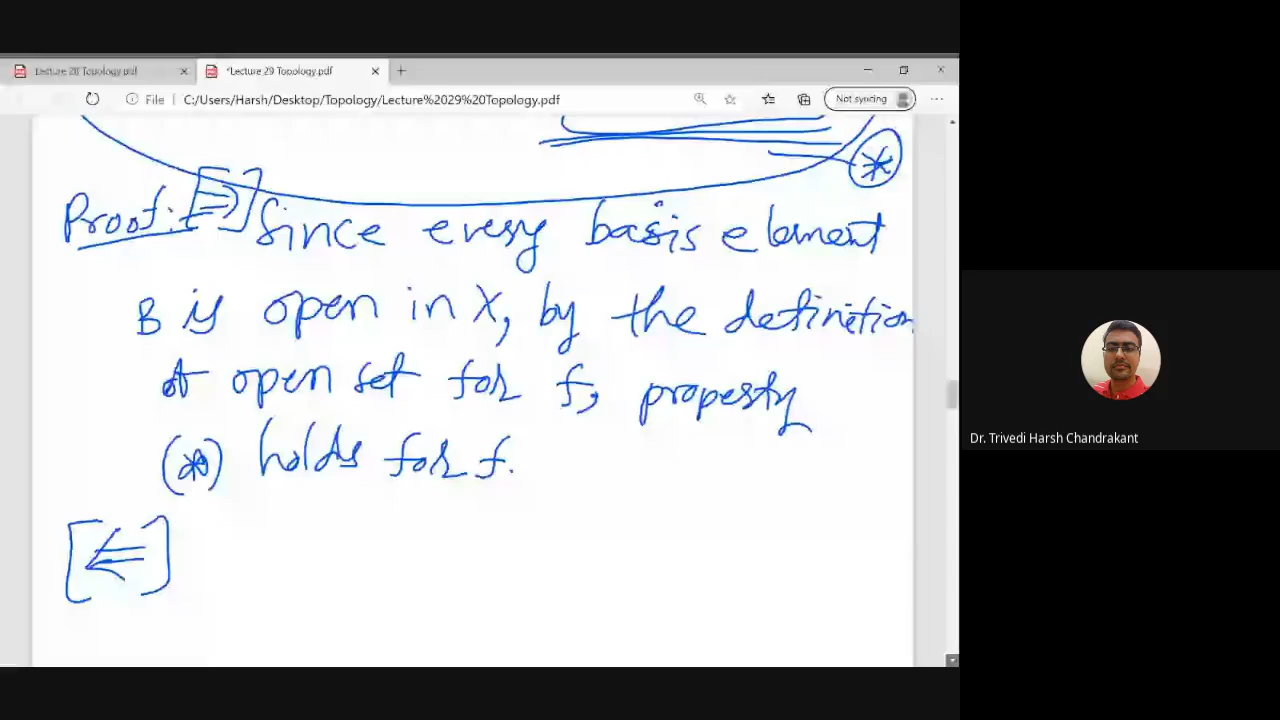 Lecture 28 Topology.pdf
*Lecture 29 Topology.pdf
File
C:/Users/Harsh/Desktop/Topology/Lecture%2029%20Topology.pdf
Not syncing
(*)
Proof: [⇒] Since every basis element
B is open in X, by the definition
of open set for f, property
(*) holds for f.
[⇐]
Dr. Trivedi Harsh Chandrakant